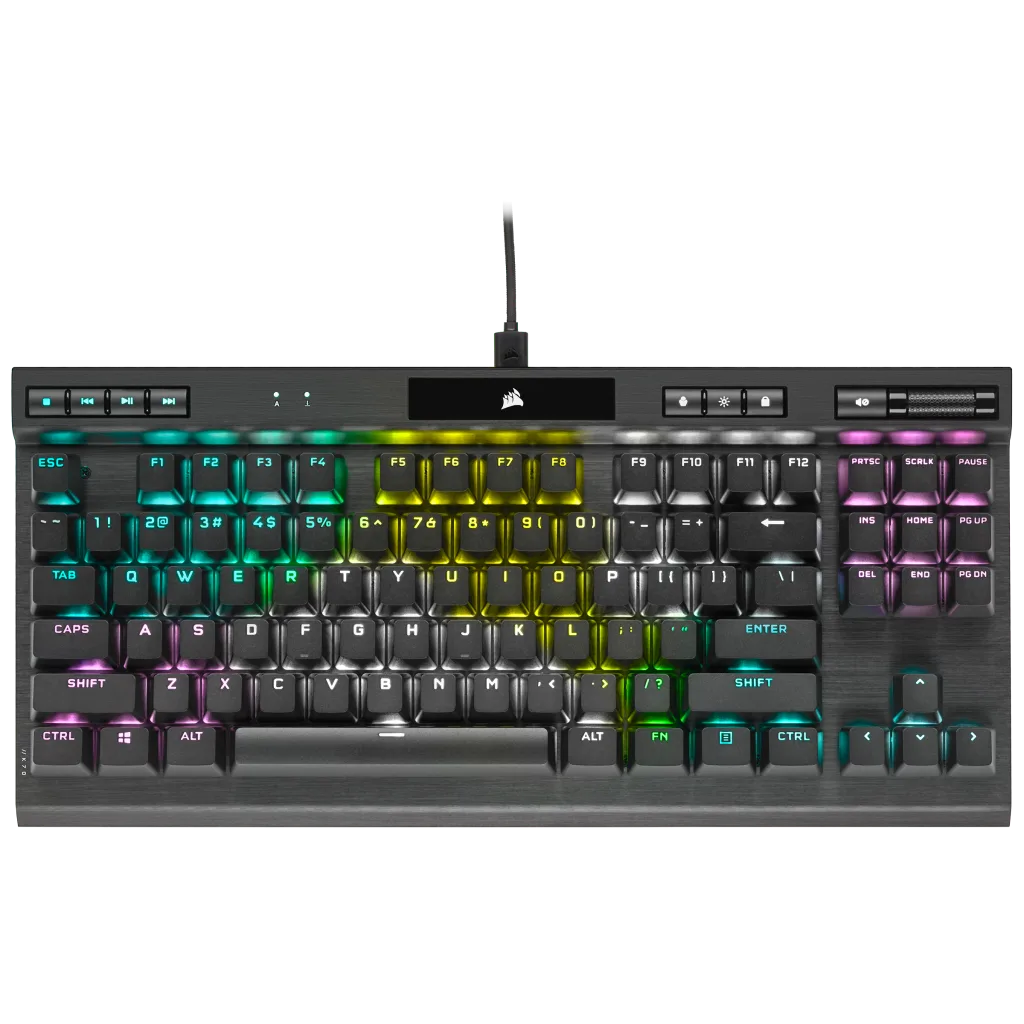 A
ESC F1 F2 F3 F4 F5 F6 F7 F8 F9 F10 F11 F12 PRTSC SCRLK PAUSE
` ~ 1 ! 2 @ 3 # 4 $ 5 % 6 ^ 7 & 8 * 9 ( 0 ) - _ = + INS HOME PG UP
TAB Q W E R T Y U I O P [ { ] } \ | DEL END PG DN
CAPS A S D F G H J K L ; : ' " ENTER
SHIFT Z X C V B N M , < . > / ? SHIFT
CTRL ALT ALT FN CTRL
//K70